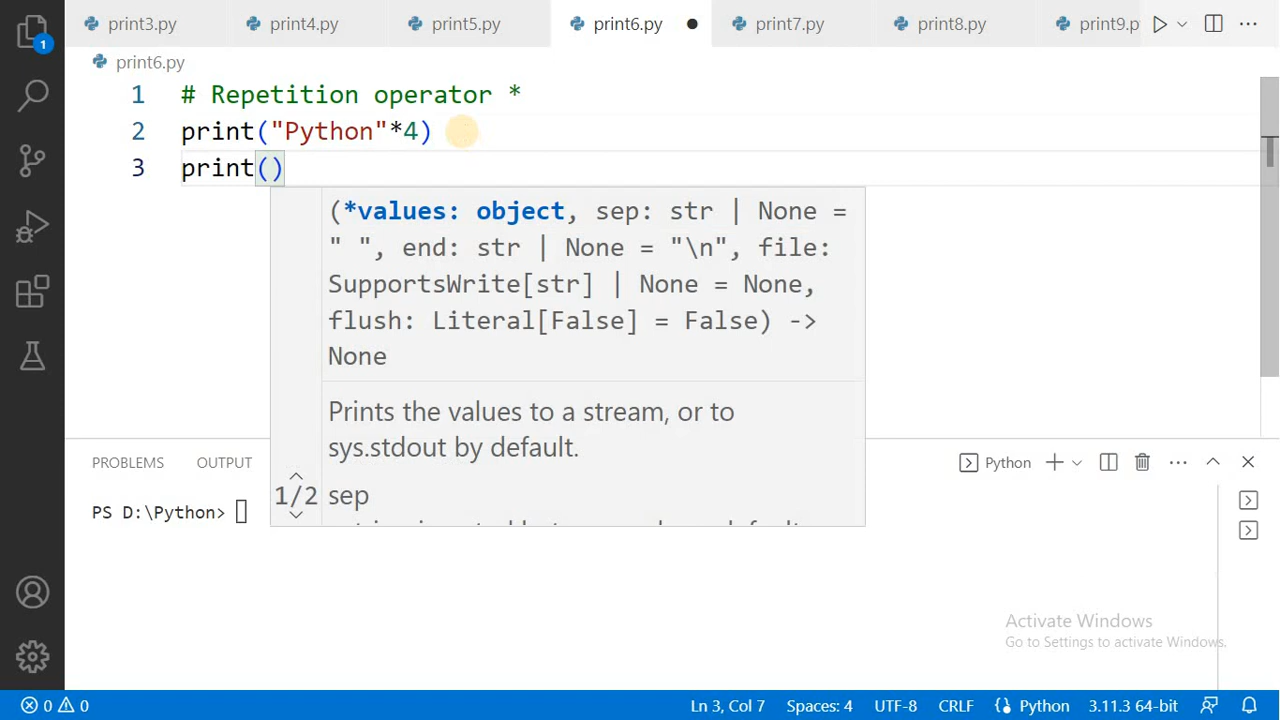 print3.py print4.py print5.py print6.py print7.py print8.py print9.p
print6.py
1 # Repetition operator *
2 print("Python"*4)
3 print()
(*values: object, sep: str | None =
" ", end: str | None = "\n", file:
SupportsWrite[str] | None = None,
flush: Literal[False] = False) ->
None
Prints the values to a stream, or to
sys.stdout by default.
1/2 sep
PROBLEMS OUTPUT Python
PS D:\Python>
Activate Windows
Go to Settings to activate Windows.
1
0 0 Ln 3, Col 7 Spaces: 4 UTF-8 CRLF Python 3.11.3 64-bit